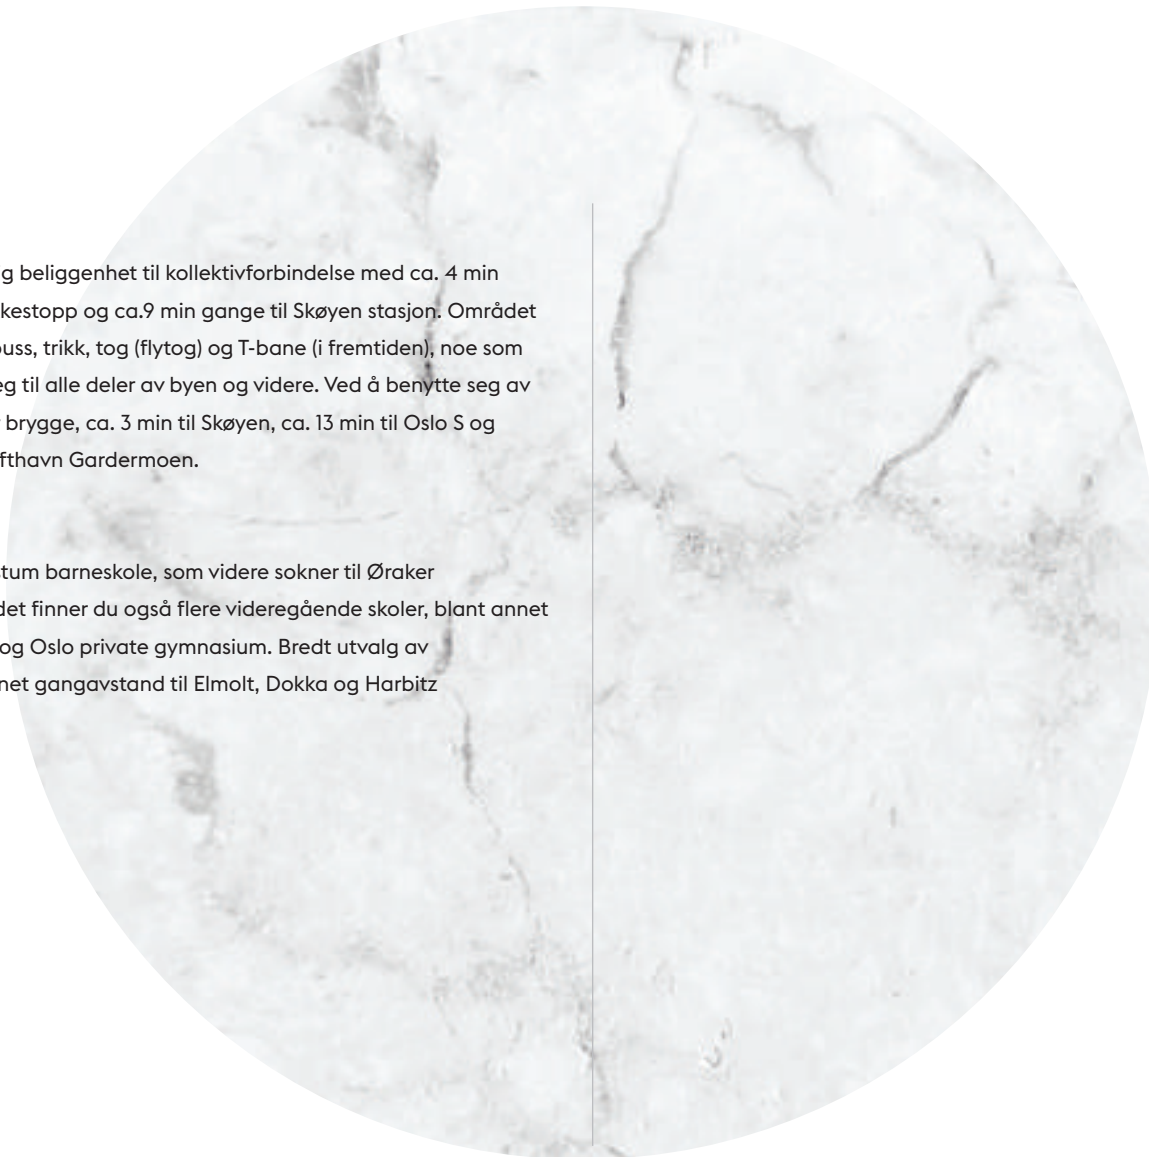 g beliggenhet til kollektivforbindelse med ca. 4 min
kestopp og ca.9 min gange til Skøyen stasjon. Området
uss, trikk, tog (flytog) og T-bane (i fremtiden), noe som
eg til alle deler av byen og videre. Ved å benytte seg av
brygge, ca. 3 min til Skøyen, ca. 13 min til Oslo S og
fthavn Gardermoen.
tum barneskole, som videre sokner til Øraker
det finner du også flere videregående skoler, blant annet
og Oslo private gymnasium. Bredt utvalg av
net gangavstand til Elmolt, Dokka og Harbitz